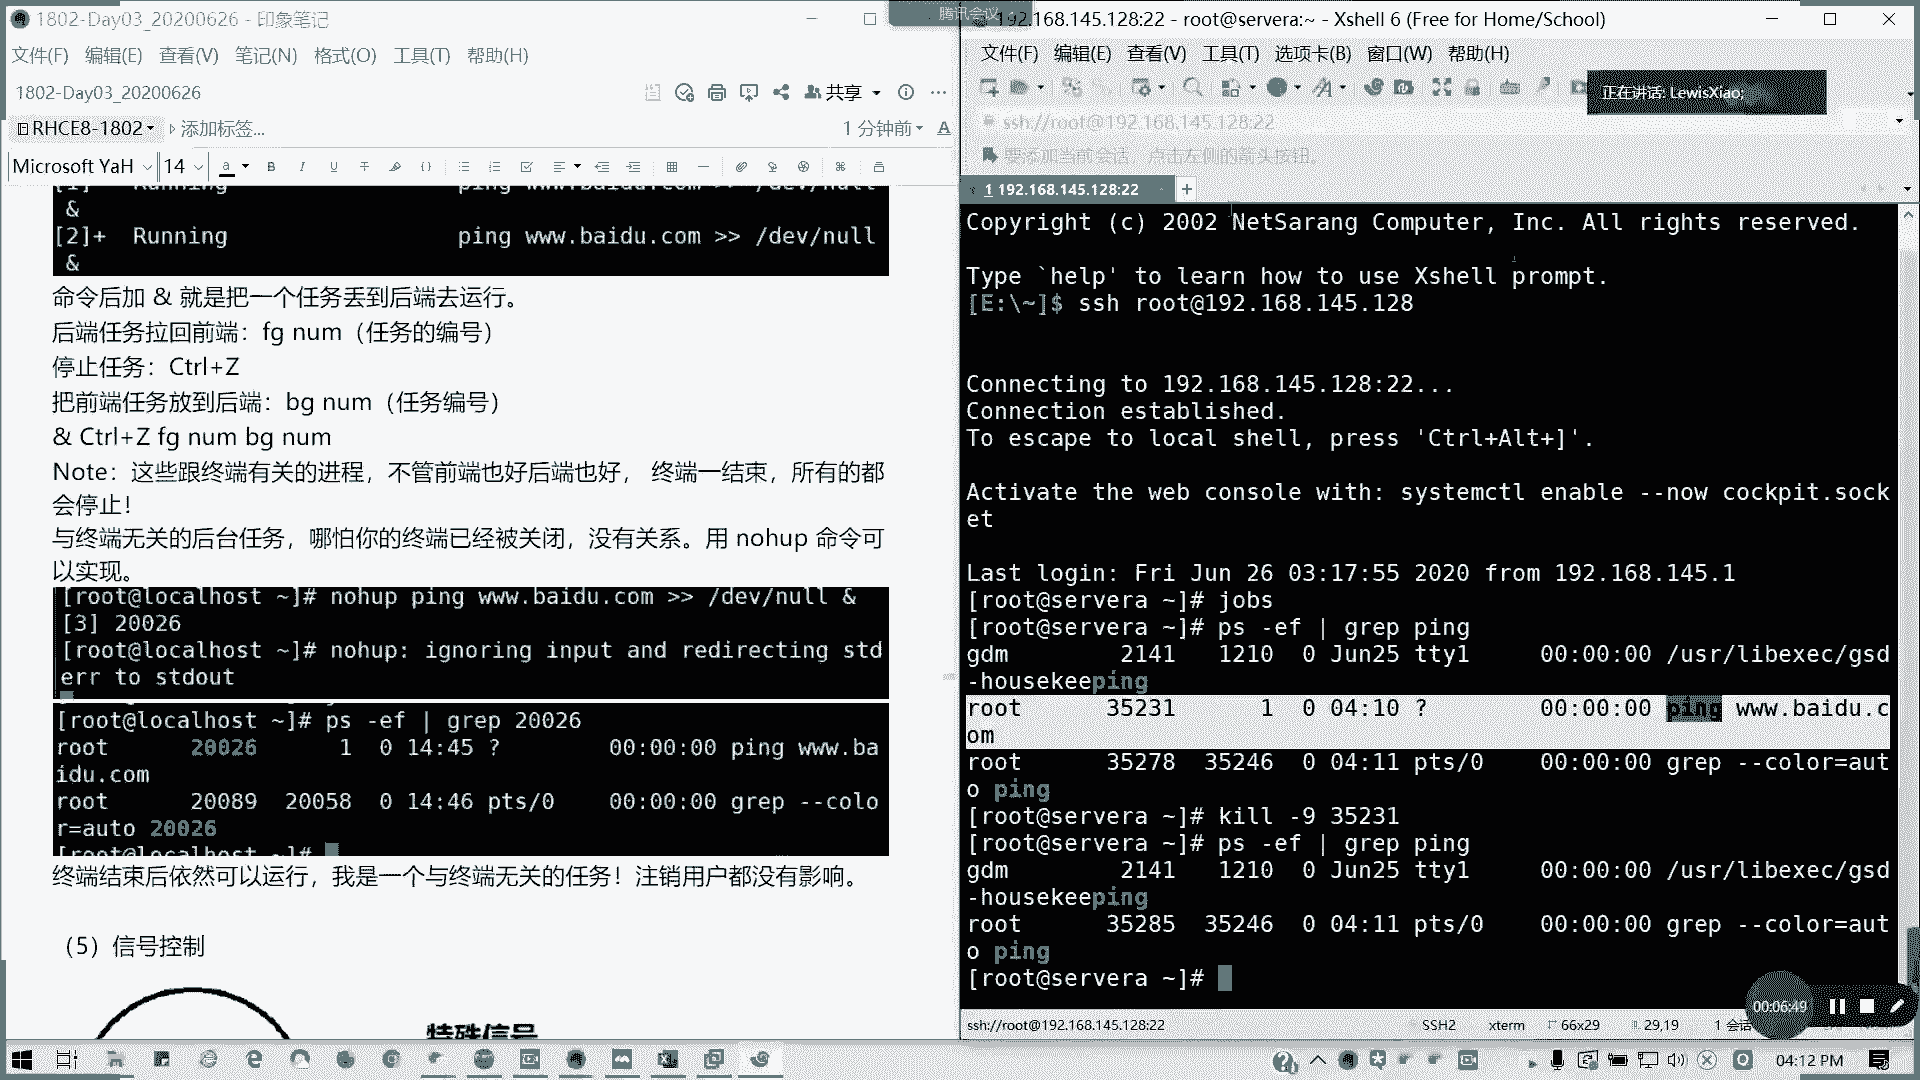 1802-Day03_20200626 - 印象笔记
文件(F) 编辑(E) 查看(V) 笔记(N) 格式(O) 工具(T) 帮助(H)
1802-Day03_20200626
共享
RHCE8-1802
添加标签...
1 分钟前
Microsoft YaH 14
[1] Running ping www.baidu.com >> /dev/null
&
[2]+ Running ping www.baidu.com >> /dev/null
&
命令后加 & 就是把一个任务丢到后端去运行。
后端任务拉回前端：fg num（任务的编号）
停止任务：Ctrl+Z
把前端任务放到后端：bg num（任务编号）
& Ctrl+Z fg num bg num
Note：这些跟终端有关的进程，不管前端也好后端也好， 终端一结束，所有的都
会停止！
与终端无关的后台任务，哪怕你的终端已经被关闭，没有关系。用 nohup 命令可
以实现。
[root@localhost ~]# nohup ping www.baidu.com >> /dev/null &
[3] 20026
[root@localhost ~]# nohup: ignoring input and redirecting std
err to stdout
[root@localhost ~]# ps -ef | grep 20026
root 20026 1 0 14:45 ? 00:00:00 ping www.ba
idu.com
root 20089 20058 0 14:46 pts/0 00:00:00 grep --colo
r=auto 20026
[root@localhost ~]#
终端结束后依然可以运行，我是一个与终端无关的任务！注销用户都没有影响。
（5）信号控制
特殊信号
腾讯会议
192.168.145.128:22 - root@servera:~ - Xshell 6 (Free for Home/School)
文件(F) 编辑(E) 查看(V) 工具(T) 选项卡(B) 窗口(W) 帮助(H)
正在讲话: LewisXiao;
ssh://root@192.168.145.128:22
要添加当前会话，点击左侧的箭头按钮。
1 192.168.145.128:22
Copyright (c) 2002 NetSarang Computer, Inc. All rights reserved.
Type `help' to learn how to use Xshell prompt.
[E:\~]$ ssh root@192.168.145.128
Connecting to 192.168.145.128:22...
Connection established.
To escape to local shell, press 'Ctrl+Alt+]'.
Activate the web console with: systemctl enable --now cockpit.sock
et
Last login: Fri Jun 26 03:17:55 2020 from 192.168.145.1
[root@servera ~]# jobs
[root@servera ~]# ps -ef | grep ping
gdm 2141 1210 0 Jun25 tty1 00:00:00 /usr/libexec/gsd
-housekeeping
root 35231 1 0 04:10 ? 00:00:00 ping www.baidu.c
om
root 35278 35246 0 04:11 pts/0 00:00:00 grep --color=aut
o ping
[root@servera ~]# kill -9 35231
[root@servera ~]# ps -ef | grep ping
gdm 2141 1210 0 Jun25 tty1 00:00:00 /usr/libexec/gsd
-housekeeping
root 35285 35246 0 04:11 pts/0 00:00:00 grep --color=aut
o ping
[root@servera ~]#
00:06:49
ssh://root@192.168.145.128:22 SSH2 xterm 66x29 29,19 1 会话
04:12 PM